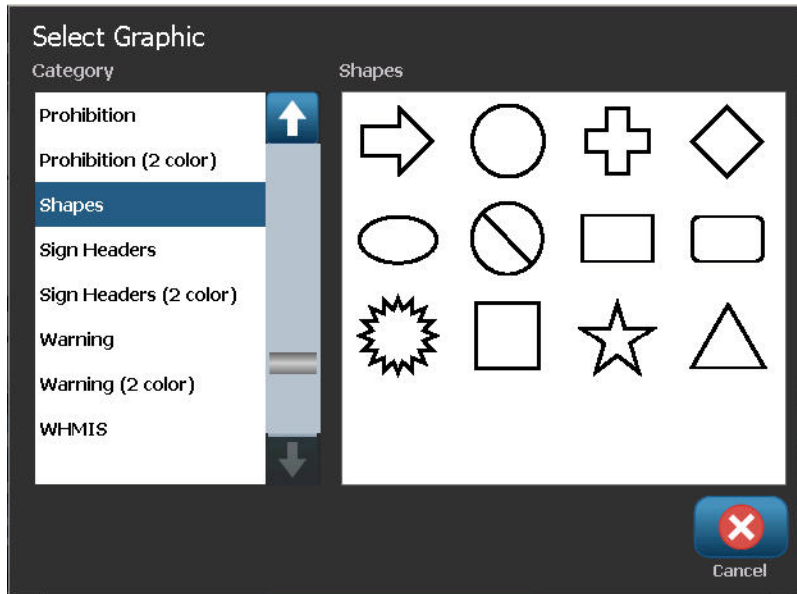 Select Graphic
Category
Shapes
Prohibition
Prohibition (2 color)
Shapes
Sign Headers
Sign Headers (2 color)
Warning
Warning (2 color)
WHMIS
Cancel